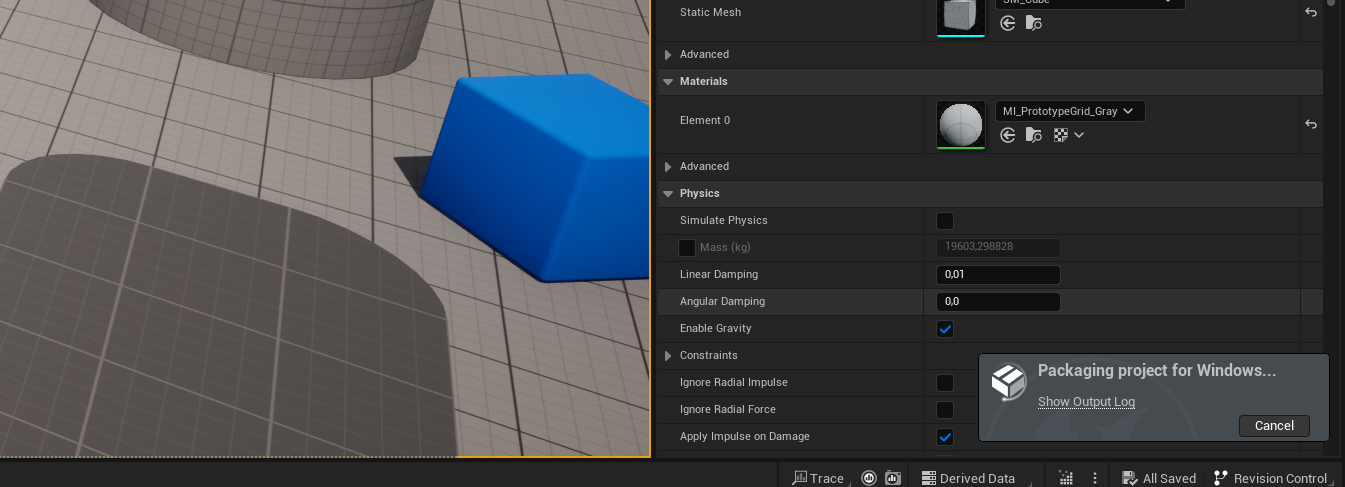 Static Mesh
SM_Cube
Advanced
Materials
Element 0
MI_PrototypeGrid_Gray
Advanced
Physics
Simulate Physics
Mass (kg)
19603,298828
Linear Damping
0,01
Angular Damping
0,0
Enable Gravity
Constraints
Ignore Radial Impulse
Ignore Radial Force
Apply Impulse on Damage
Packaging project for Windows...
Show Output Log
Cancel
Trace
Derived Data
All Saved
Revision Control